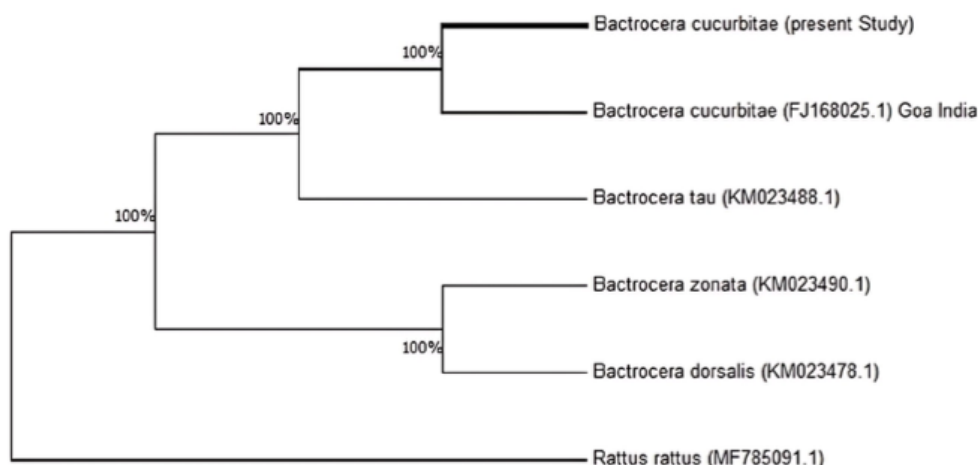 Bactrocera cucurbitae (present Study)
100%
Bactrocera cucurbitae (FJ168025.1) Goa India
100%
Bactrocera tau (KM023488.1)
100%
Bactrocera zonata (KM023490.1)
100%
Bactrocera dorsalis (KM023478.1)
Rattus rattus (MF785091.1)